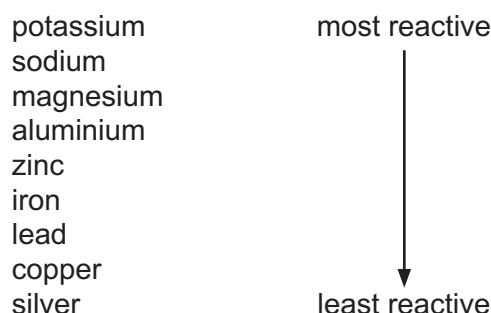 potassium most reactive
sodium
magnesium
aluminium
zinc
iron
lead
copper
silver least reactive